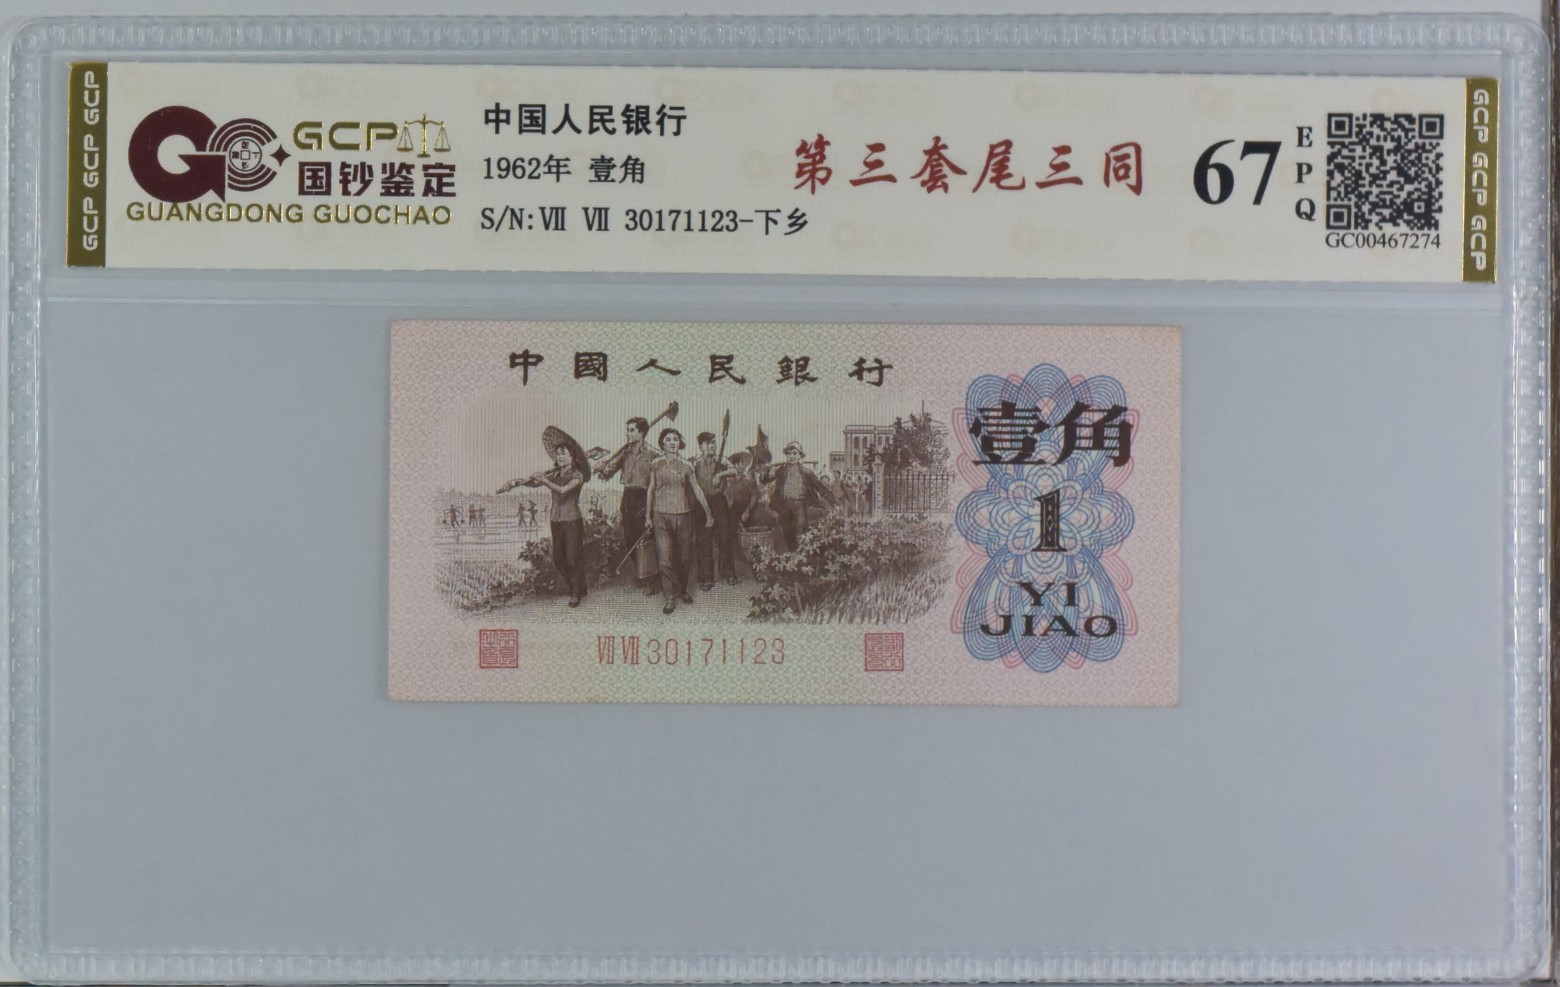 GCP GCP GCP
GCP
国钞鉴定
GUANGDONG GUOCHAO
中国人民银行
1962年 壹角
S/N:Ⅶ Ⅶ 30171123-下乡
第三套尾三同
67
EPQ
GC00467274
GCP GCP GCP
中國人民銀行
壹角
1
YI
JIAO
ⅦⅦ30171123